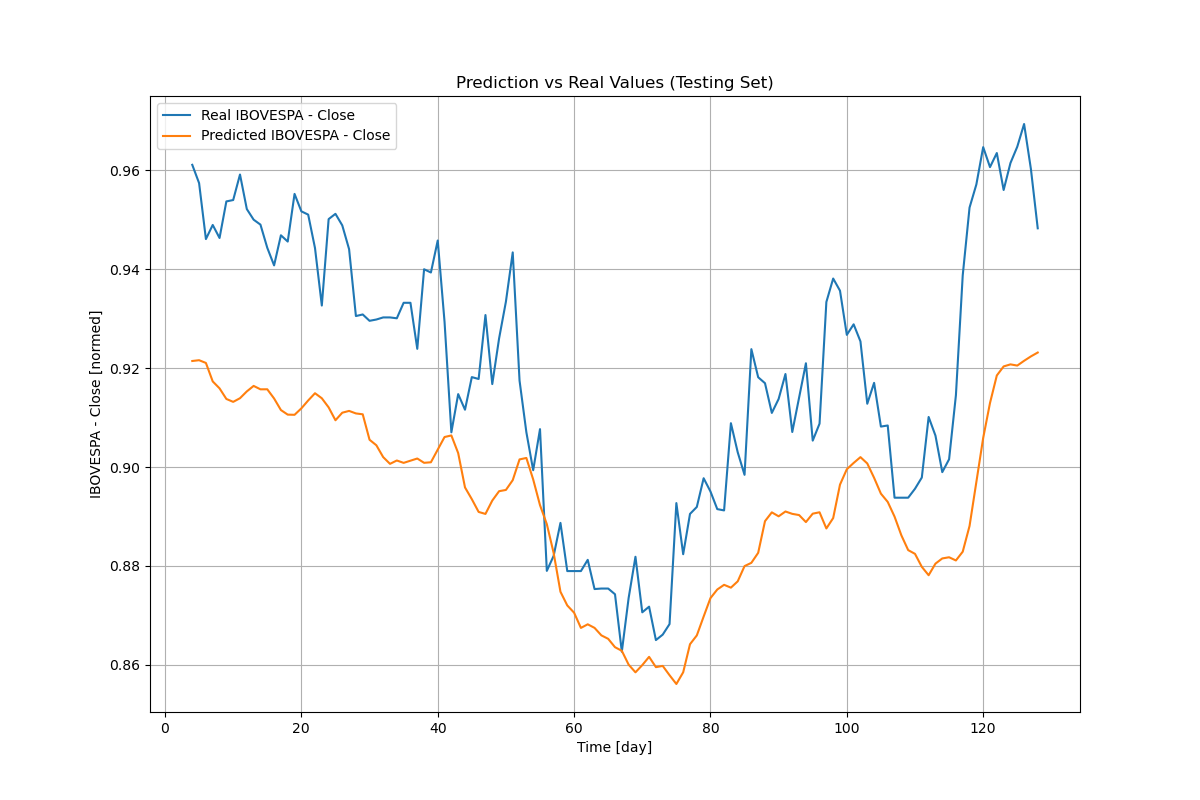 Prediction vs Real Values (Testing Set)
Real IBOVESPA - Close
Predicted IBOVESPA - Close
IBOVESPA - Close [normed]
0.96
0.94
0.92
0.90
0.88
0.86
0 20 40 60 80 100 120
Time [day]